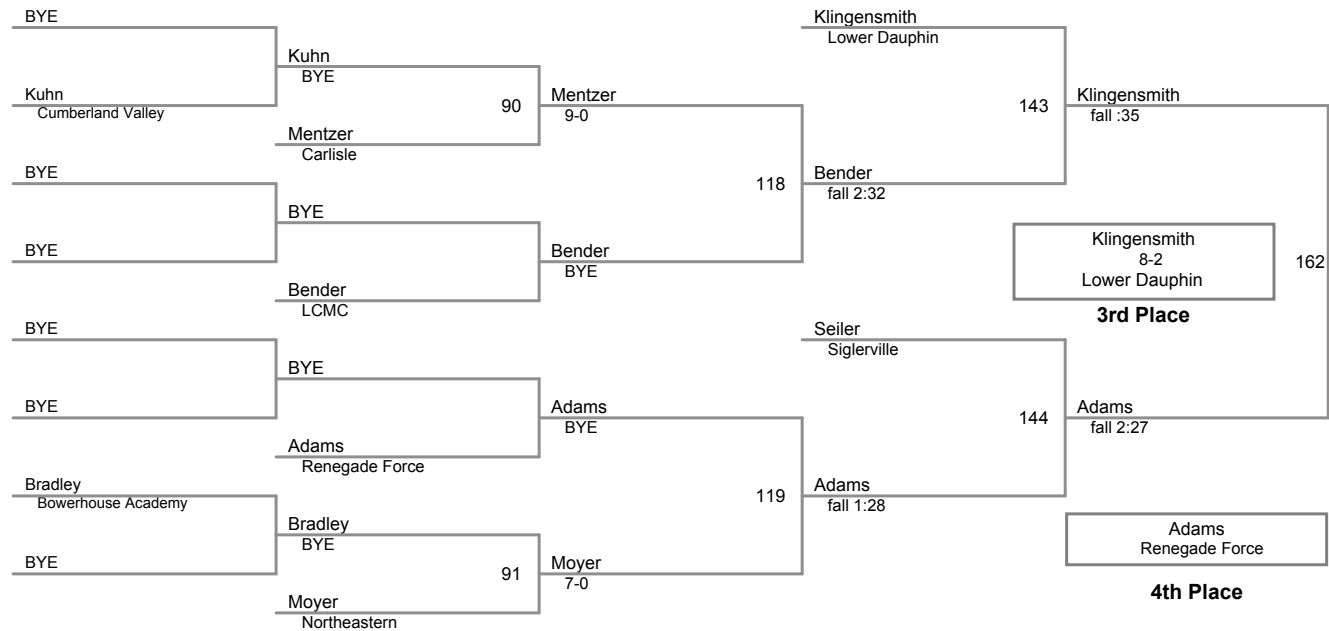 BYE
Kuhn
Cumberland Valley
BYE
BYE
BYE
BYE
Bradley
Bowerhouse Academy
BYE
Kuhn
BYE
90
Mentzer
Carlisle
BYE
Bender
LCMC
BYE
Adams
Renegade Force
Bradley
BYE
91
Moyer
Northeastern
Mentzer
9-0
118
Bender
BYE
Adams
BYE
119
Moyer
7-0
Klingensmith
Lower Dauphin
143
Bender
fall 2:32
Seiler
Siglerville
144
Adams
fall 1:28
Klingensmith
fall :35
162
Adams
fall 2:27
Klingensmith
8-2
Lower Dauphin
3rd Place
Adams
Renegade Force
4th Place